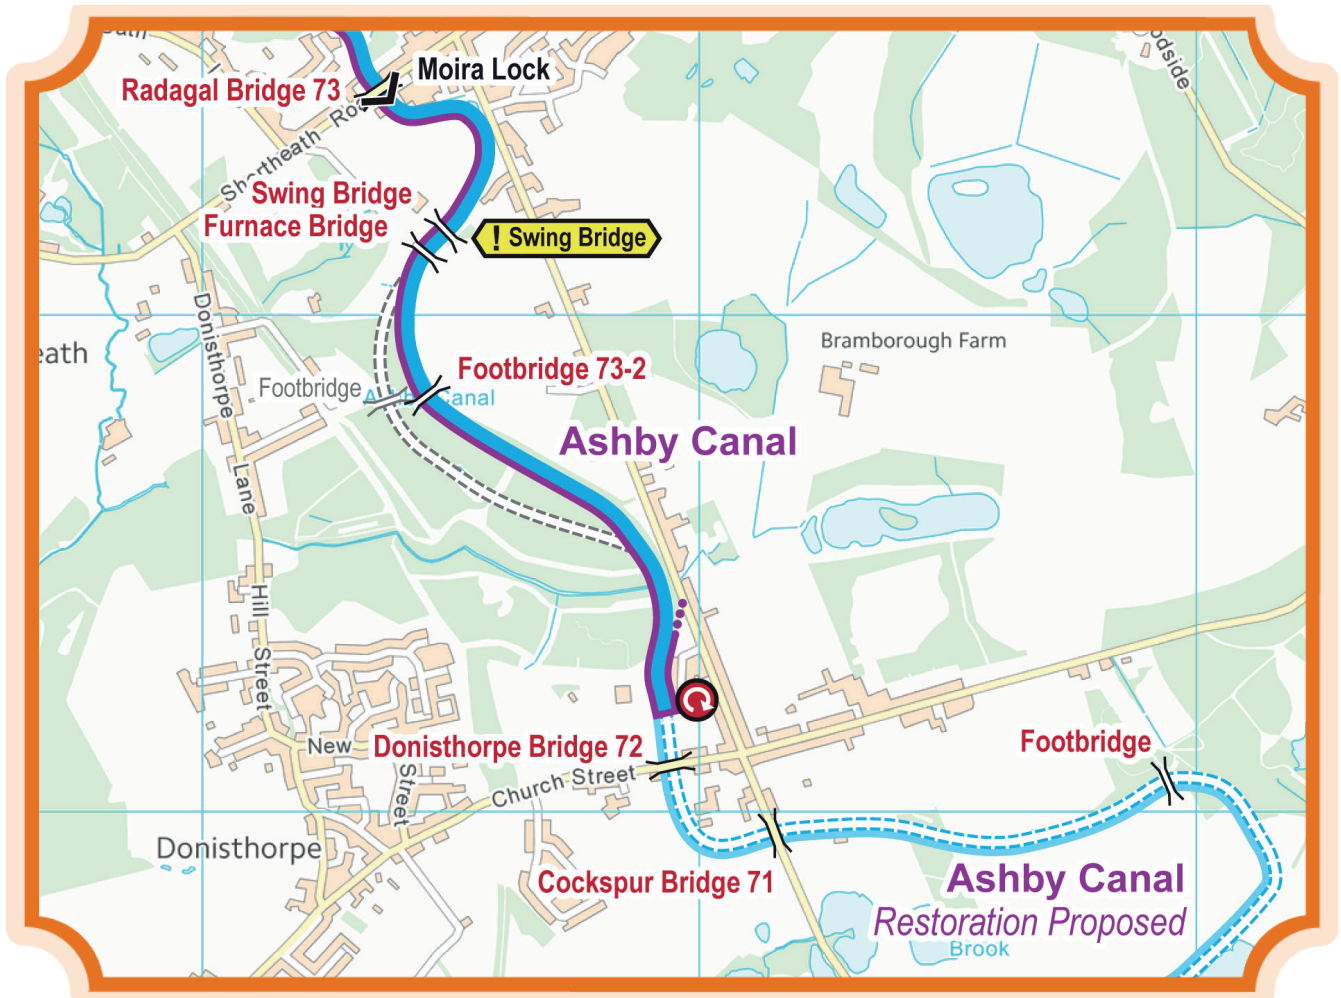 Moira Lock
Radagal Bridge 73
Shortheath
Swing Bridge
Furnace Bridge
! Swing Bridge
Donisthorpe
Lane
Bramborough Farm
Footbridge 73-2
Footbridge
Ashby Canal
Ashby Canal
Hill
Street
New
Street
Donisthorpe Bridge 72
Church Street
Footbridge
Donisthorpe
Cockspur Bridge 71
Ashby Canal
Restoration Proposed
Brook